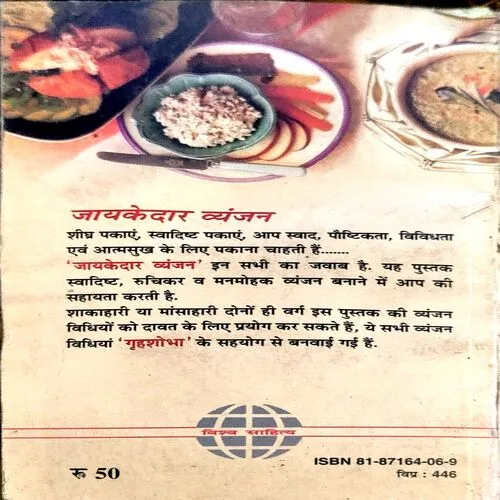 जायकेदार व्यंजन
शीघ्र पकाएं, स्वादिष्ट पकाएं, आप स्वाद, पौष्टिकता, विविधता
एवं आत्मसुख के लिए पकाना चाहती हैं.......
'जायकेदार व्यंजन' इन सभी का जवाब है. यह पुस्तक
स्वादिष्ट, रुचिकर व मनमोहक व्यंजन बनाने में आप की
सहायता करती है.
शाकाहारी या मांसाहारी दोनों ही वर्ग इस पुस्तक की व्यंजन
विधियों को दावत के लिए प्रयोग कर सकते हैं, ये सभी व्यंजन
विधियां 'गृहशोभा' के सहयोग से बनवाई गई हैं.
विश्व साहित्य
रू 50
ISBN 81-87164-06-9
विप्र : 446